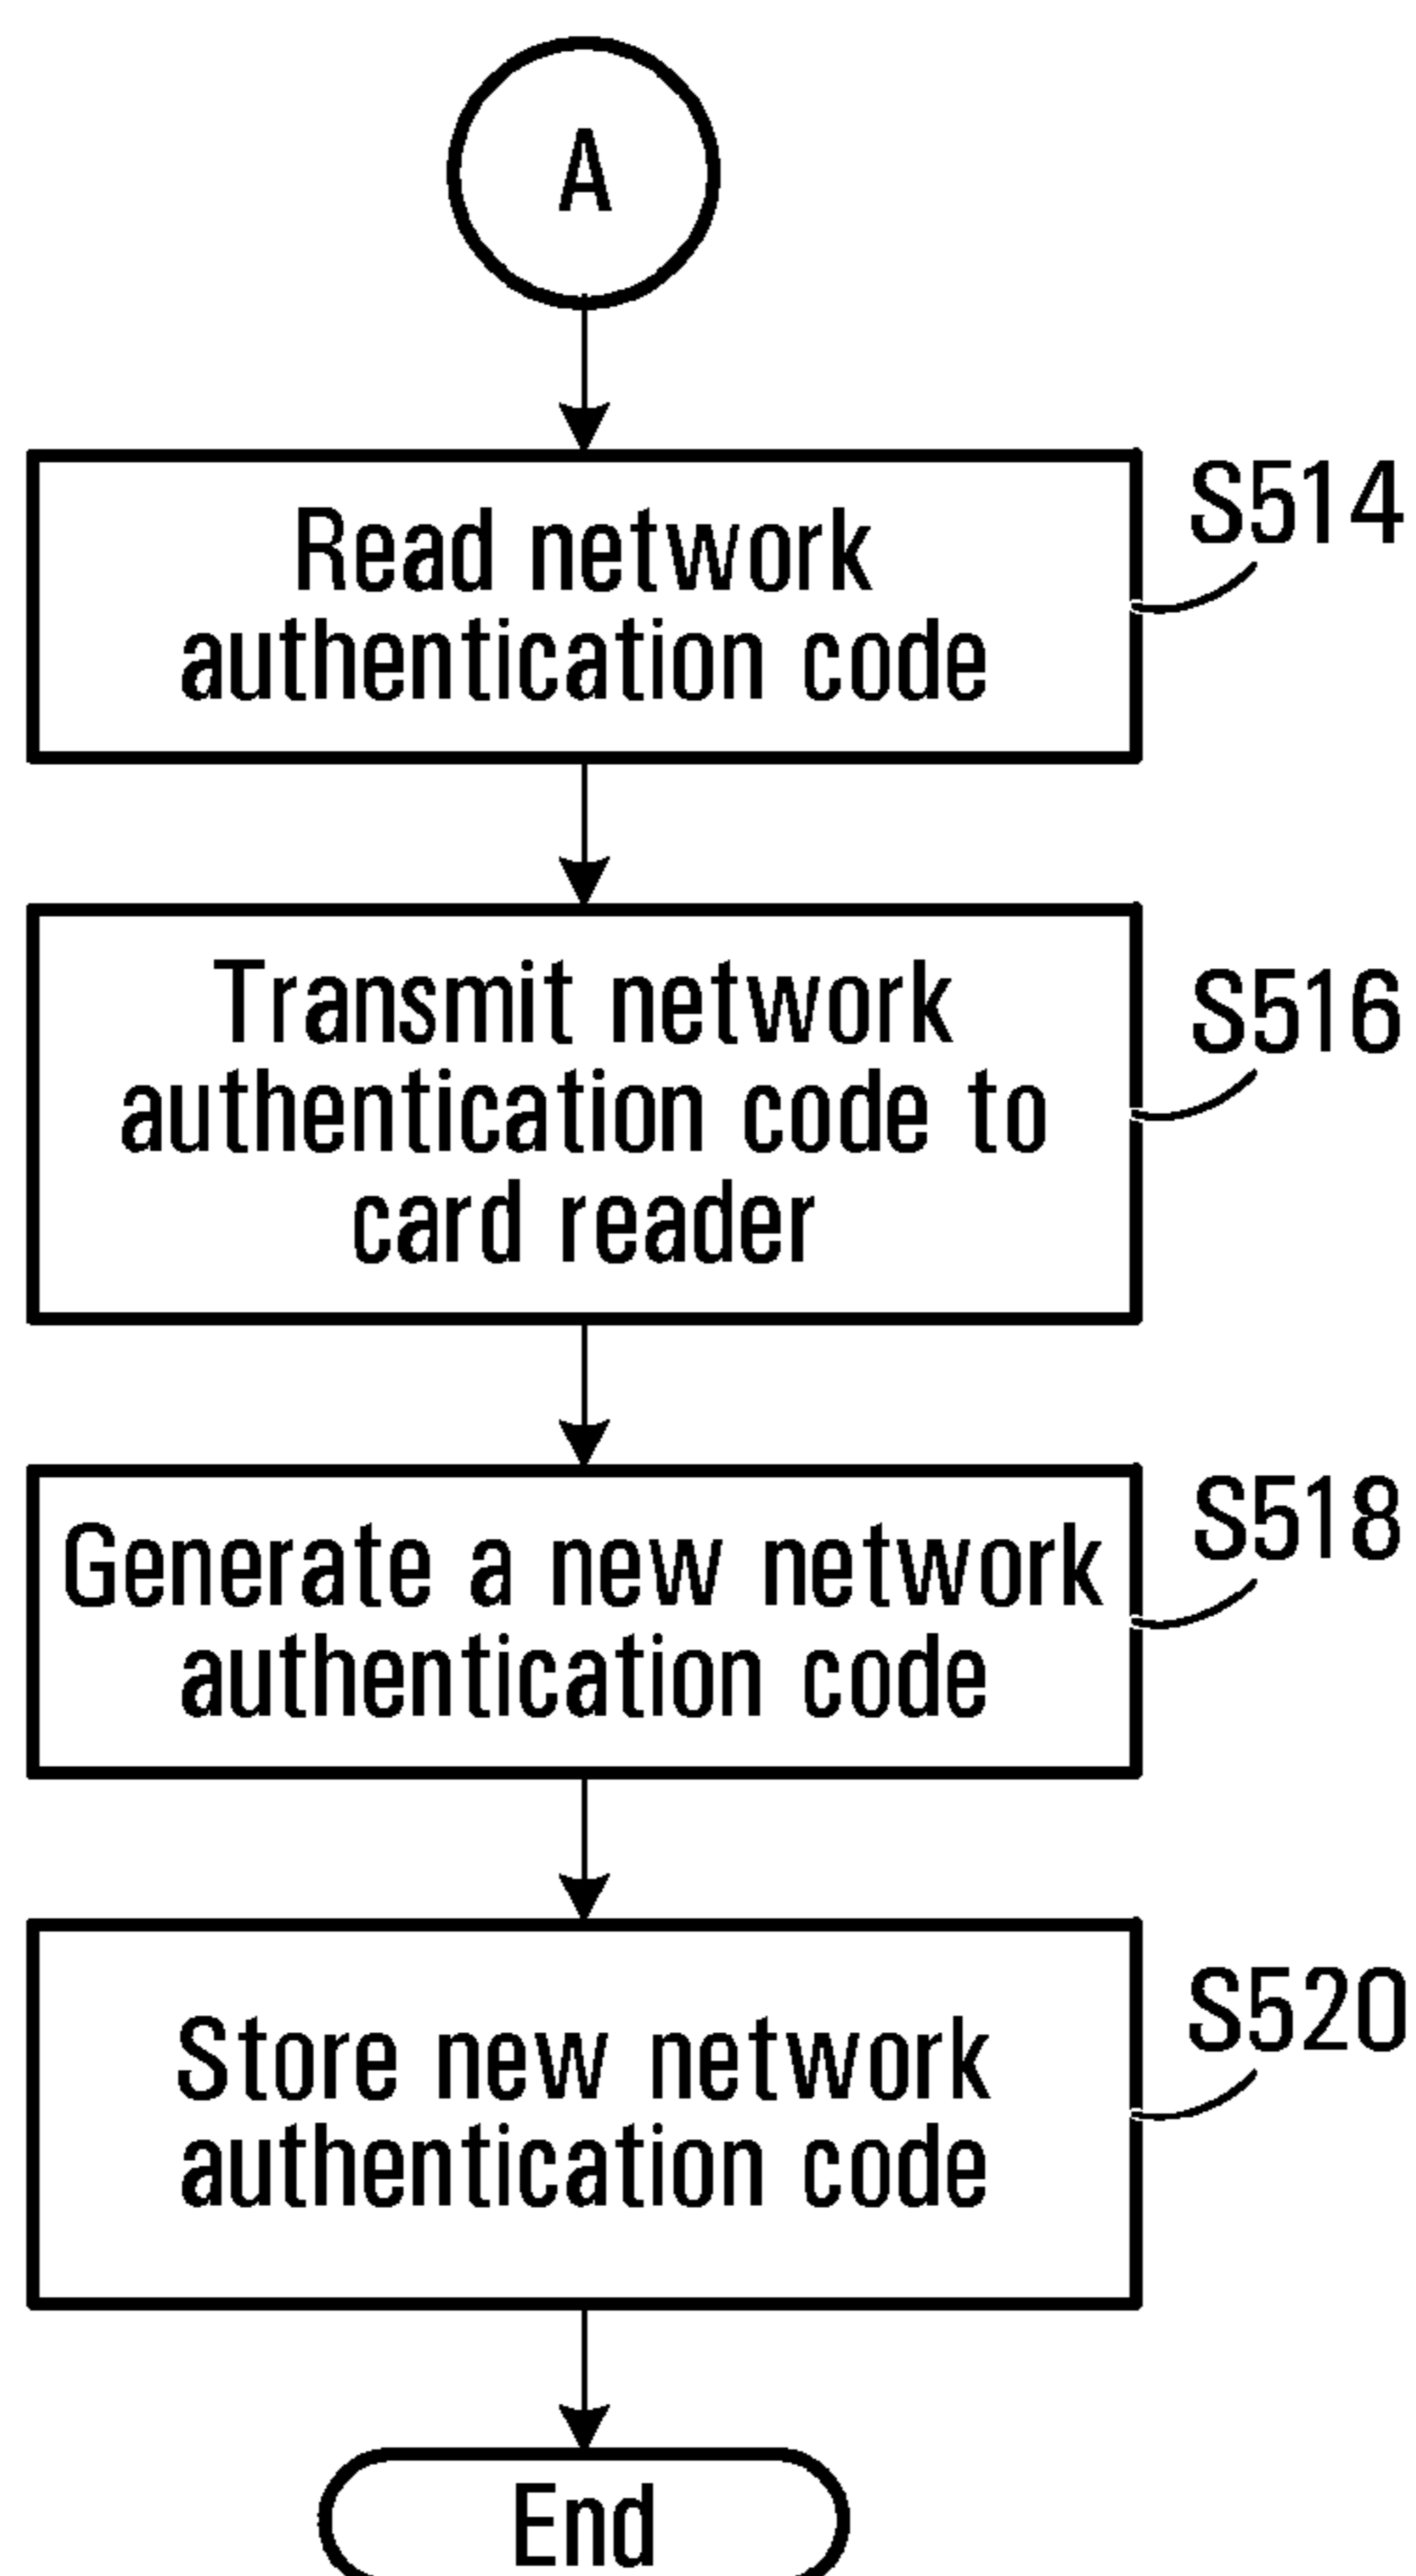 A
Read network
authentication code
S514
Transmit network
authentication code to
card reader
S516
Generate a new network
authentication code
S518
Store new network
authentication code
S520
End